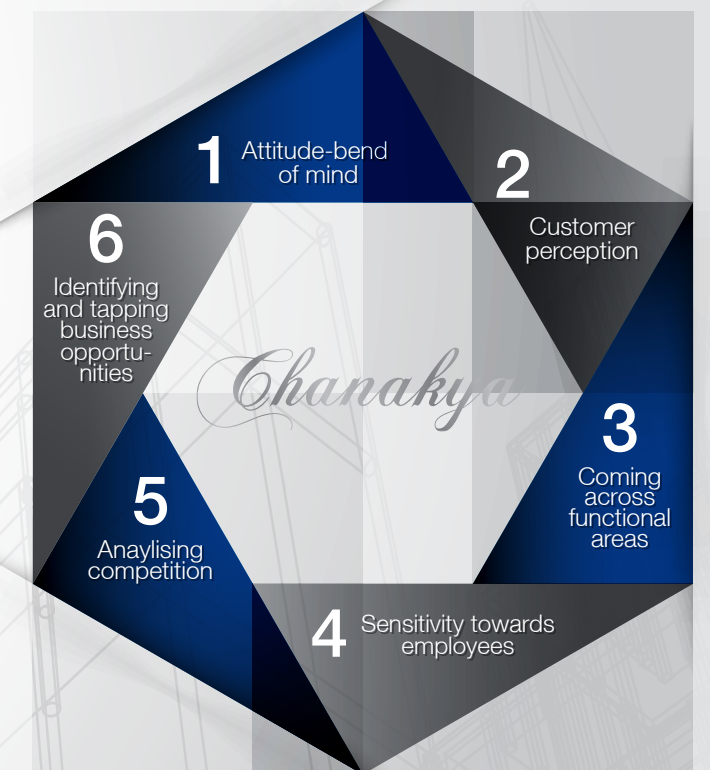 1
Attitude-bend
of mind
2
Customer
perception
3
Coming
across
functional
areas
4
Sensitivity towards
employees
5
Anaylising
competition
6
Identifying
and tapping
business
opportu-
nities
Chanakya